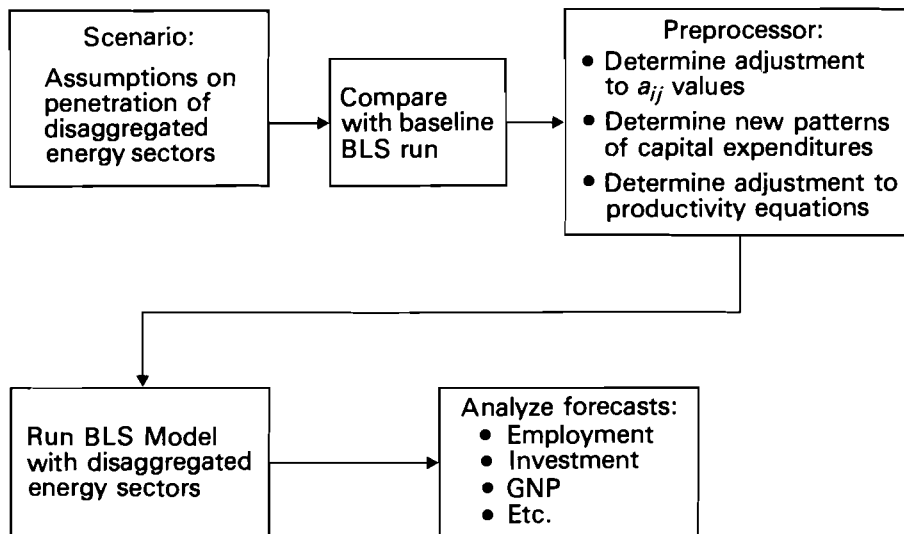 Scenario:
Assumptions on
penetration of
disaggregated
energy sectors
Compare
with baseline
BLS run
Preprocessor:
• Determine adjustment
to aij values
• Determine new patterns
of capital expenditures
• Determine adjustment to
productivity equations
Run BLS Model
with disaggregated
energy sectors
Analyze forecasts:
• Employment
• Investment
• GNP
• Etc.